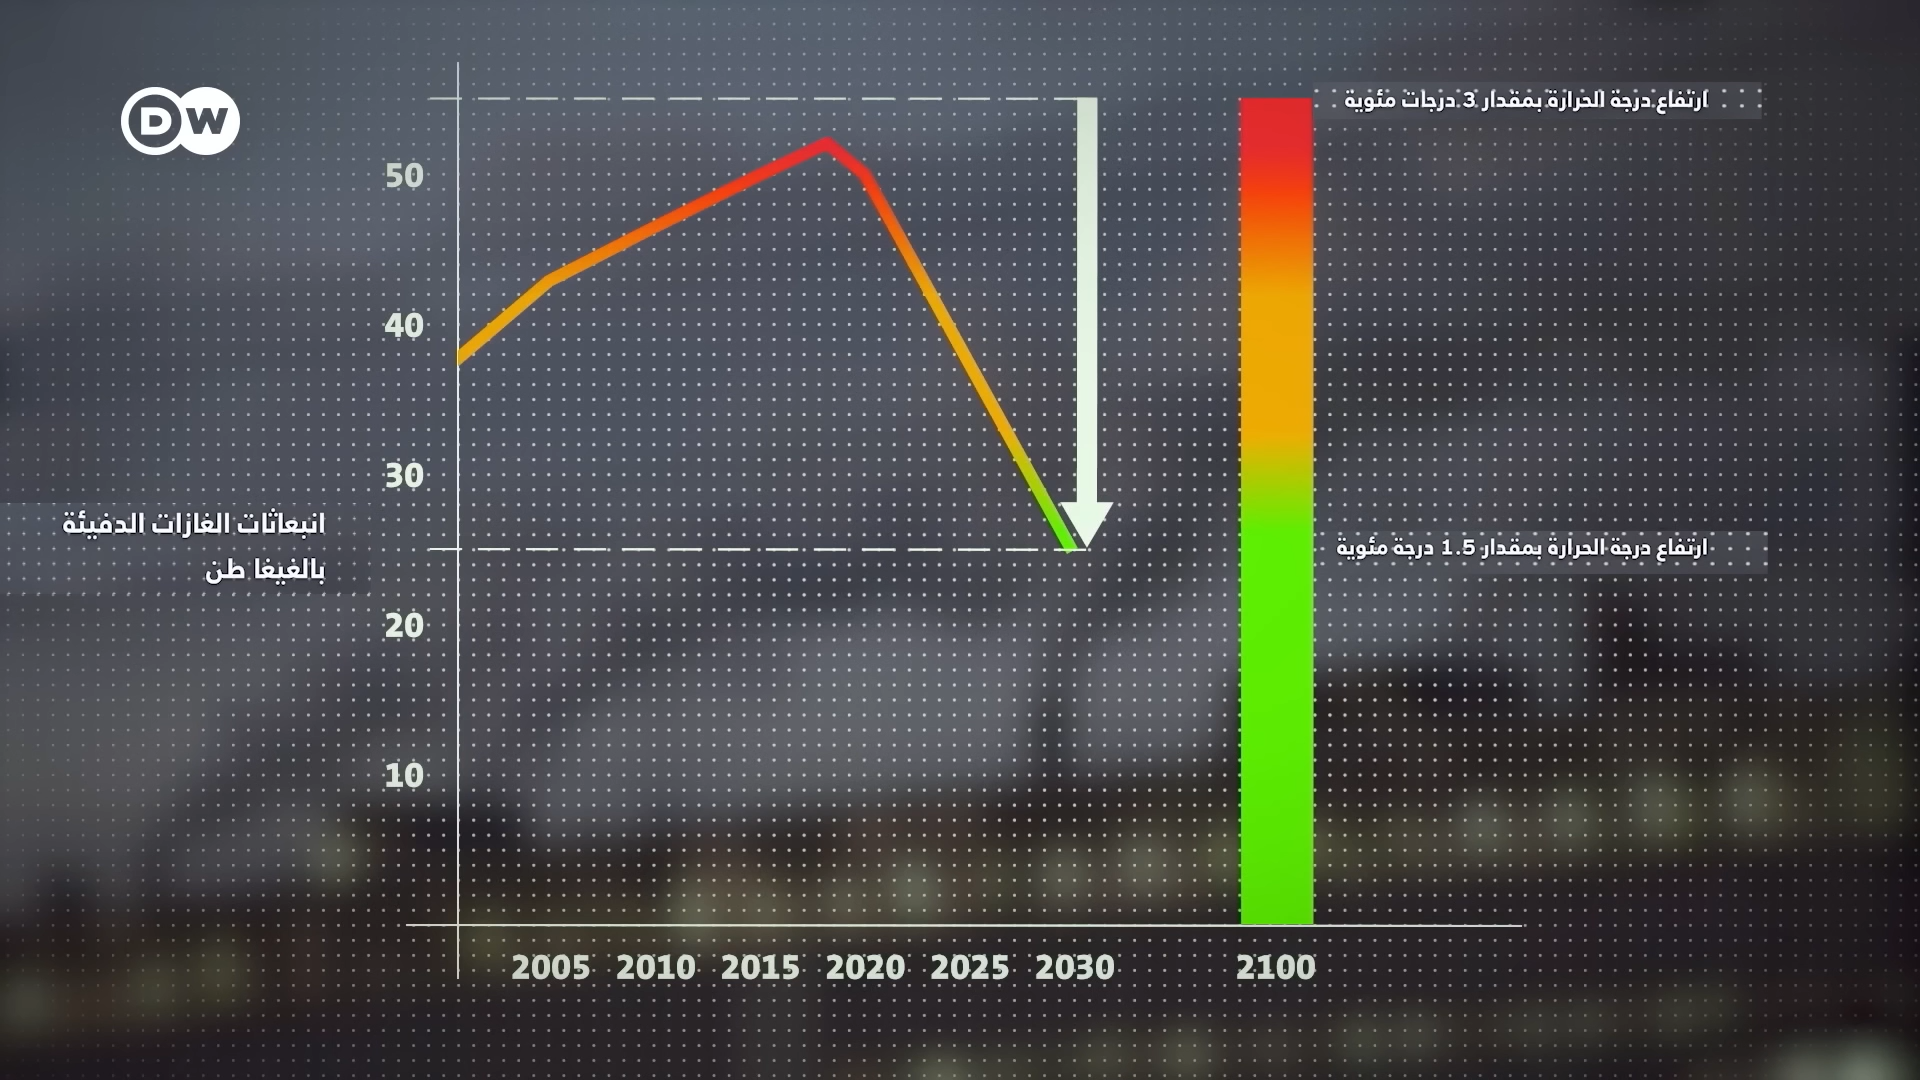 DW
ارتفاع درجة الحرارة بمقدار 3 درجات مئوية
50
40
30
انبعاثات الغازات الدفيئة
بالغيغا طن
ارتفاع درجة الحرارة بمقدار 1.5 درجة مئوية
20
10
2005 2010 2015 2020 2025 2030 2100